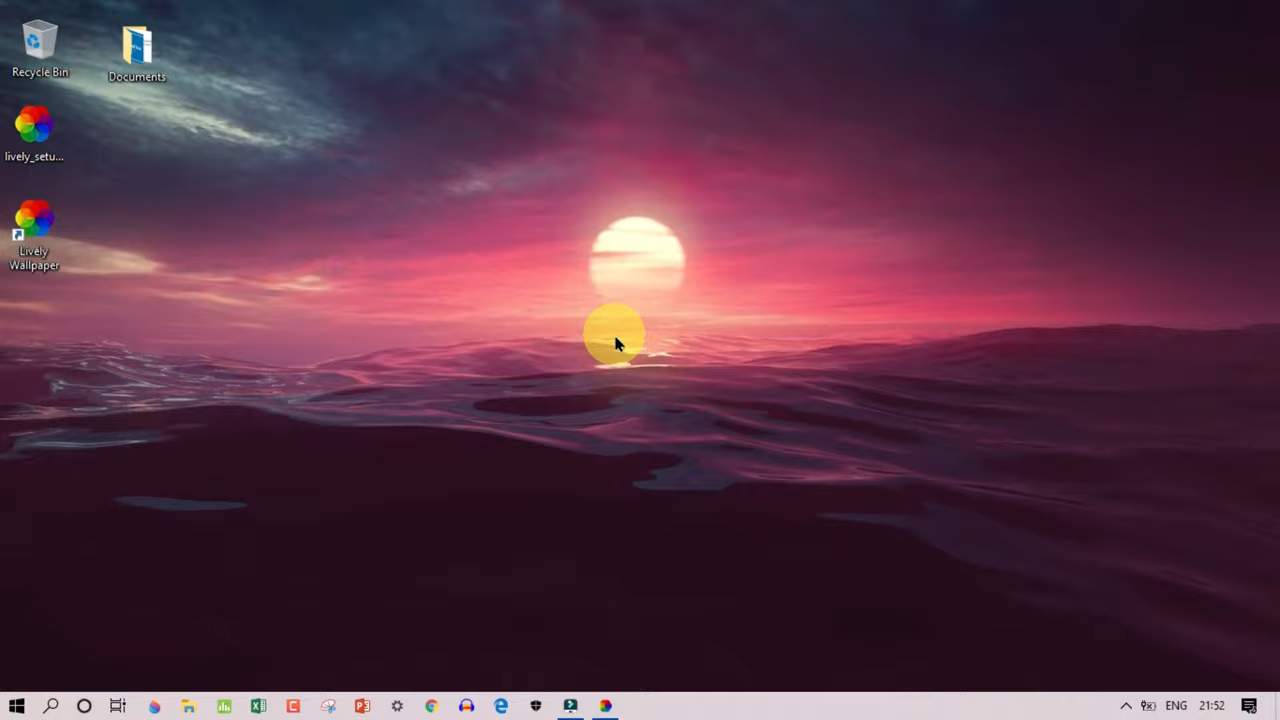 Recycle Bin
Documents
lively_setu...
Lively
Wallpaper
ENG
21:52